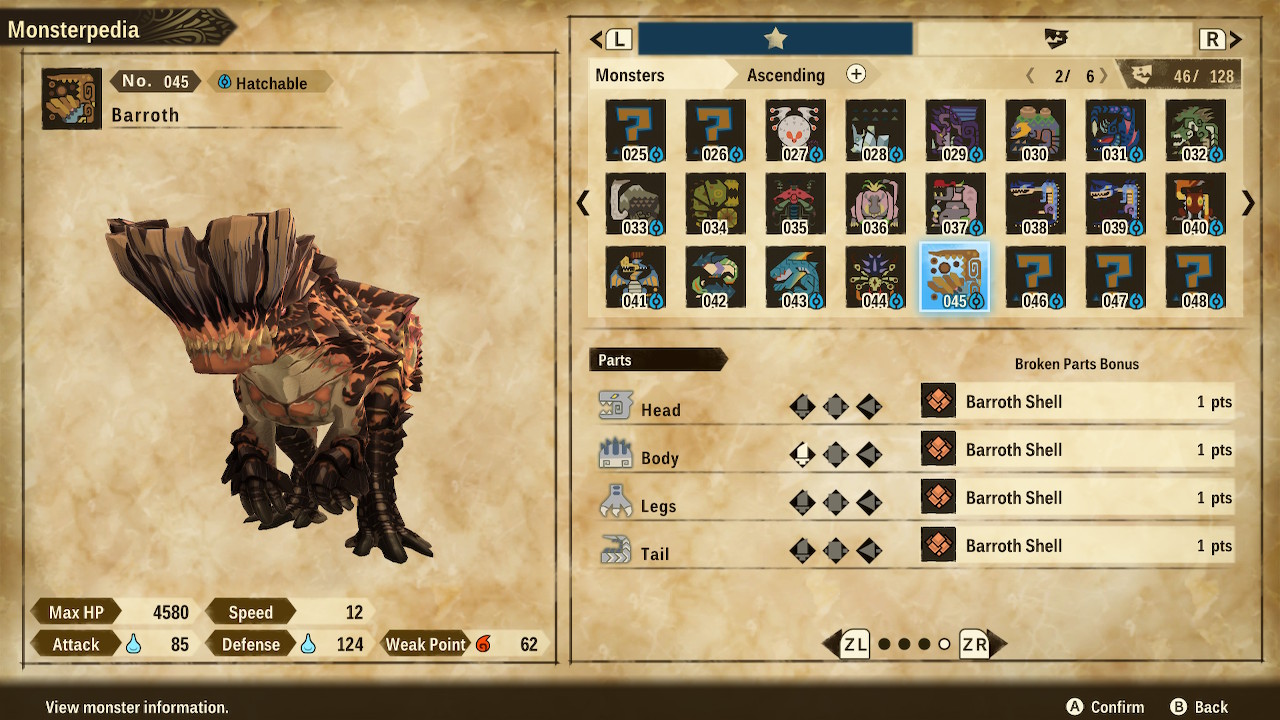 Monsterpedia
No. 045 Hatchable
Barroth
Max HP 4580 Speed 12
Attack 85 Defense 124 Weak Point 62
L R
Monsters Ascending 2/ 6 46/ 128
025 026 027 028 029 030 031 032
033 034 035 036 037 038 039 040
041 042 043 044 045 046 047 048
Parts Broken Parts Bonus
Head Barroth Shell 1 pts
Body Barroth Shell 1 pts
Legs Barroth Shell 1 pts
Tail Barroth Shell 1 pts
ZL ZR
View monster information. A Confirm B Back